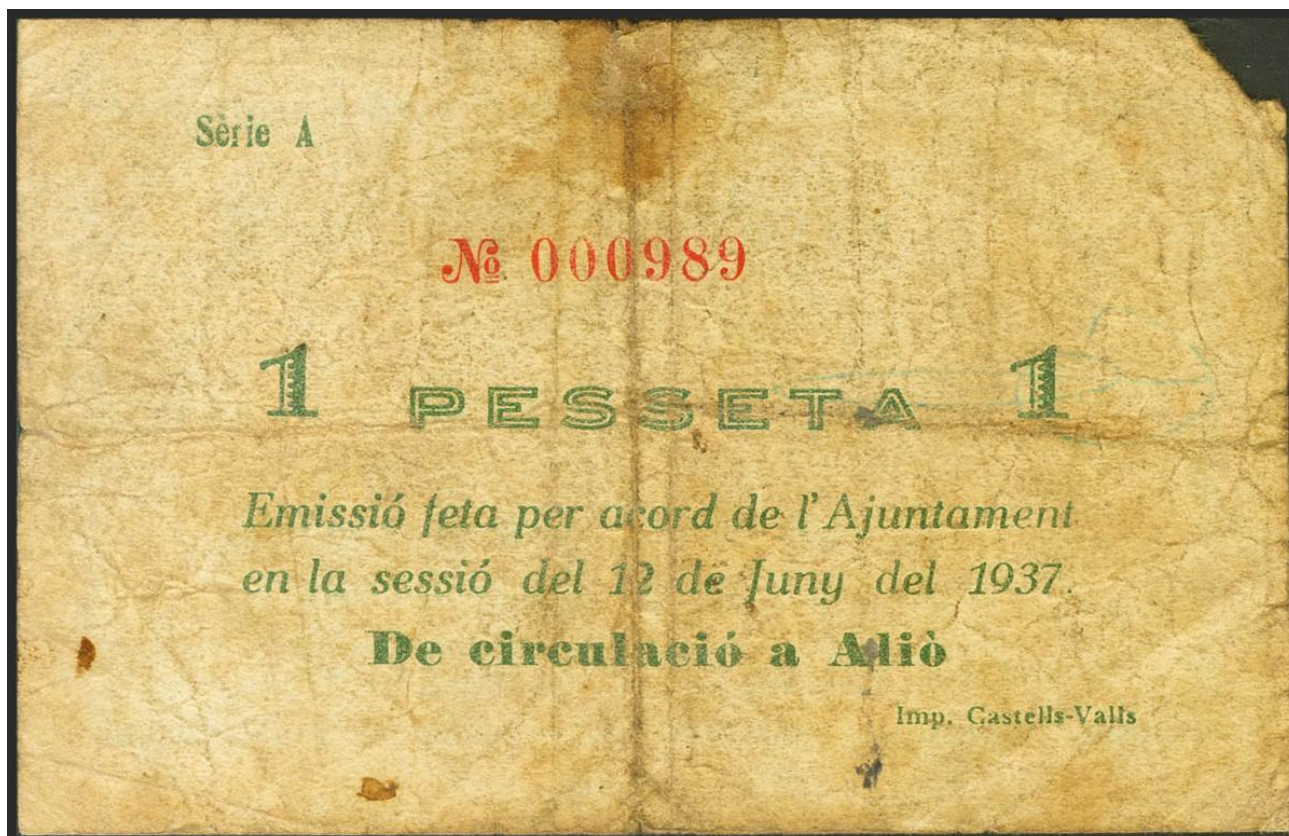 Sèrie A
№ 000989
1 PESSETA 1
Emissió feta per acord de l'Ajuntament
en la sessió del 12 de Juny del 1937.
De circulació a Aliò
Imp. Castells-Valls